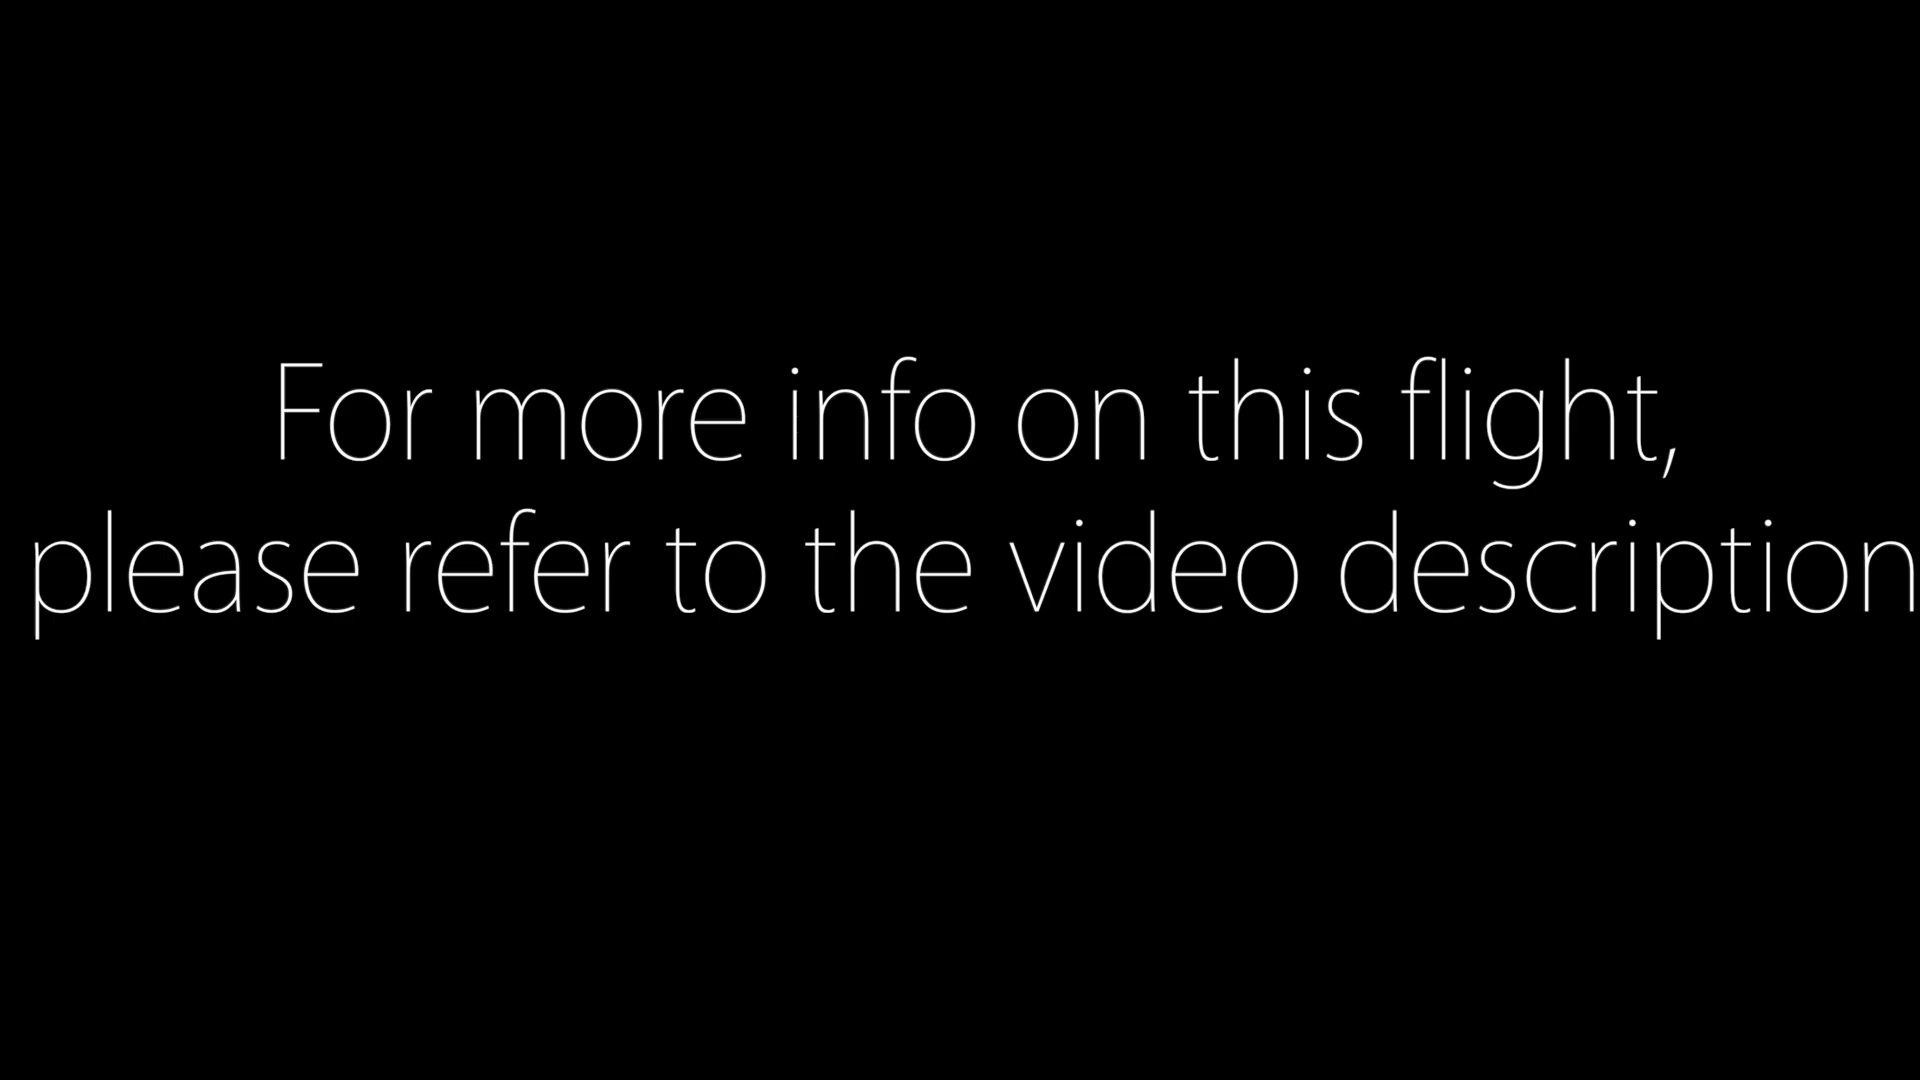 For more info on this flight,
please refer to the video description